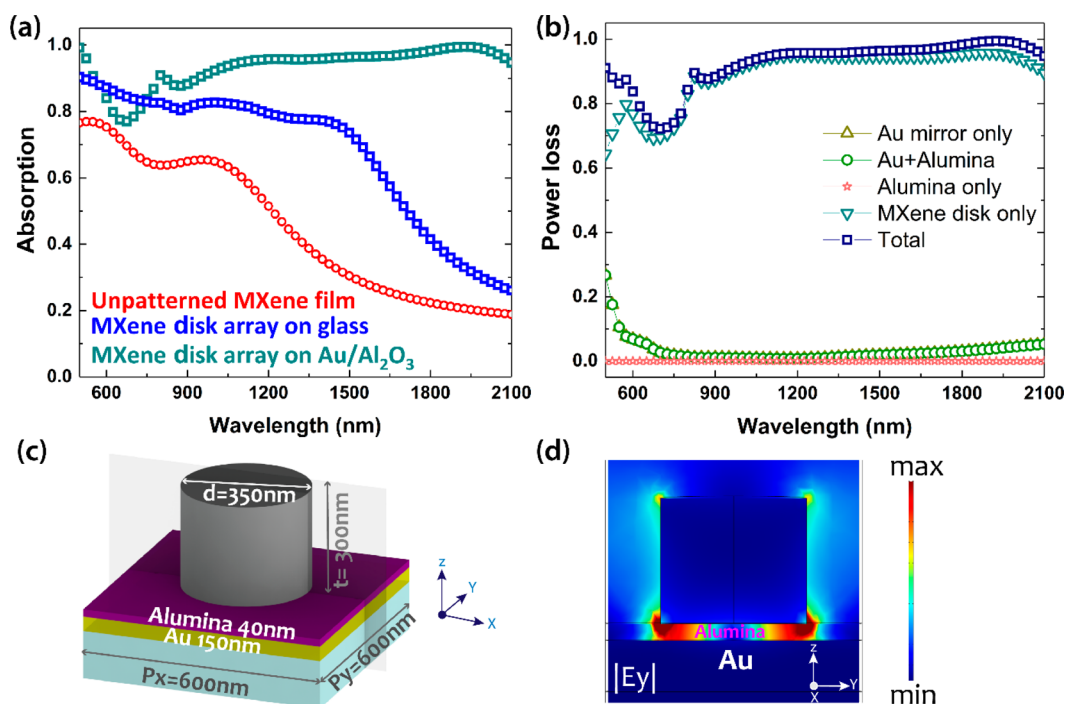 (a)
Absorption
1.0
0.8
0.6
0.4
0.2
0.0
Unpatterned MXene film
MXene disk array on glass
MXene disk array on Au/Al₂O₃
600 900 1200 1500 1800 2100
Wavelength (nm)
(b)
Power loss
1.0
0.8
0.6
0.4
0.2
0.0
Au mirror only
Au+Alumina
Alumina only
MXene disk only
Total
600 900 1200 1500 1800 2100
Wavelength (nm)
(c)
d=350nm
t=300nm
Alumina 40nm
Au 150nm
Px=600nm
Py=600nm
Z
Y
X
(d)
Alumina
Au
|Ey|
Z
Y
X
max
min